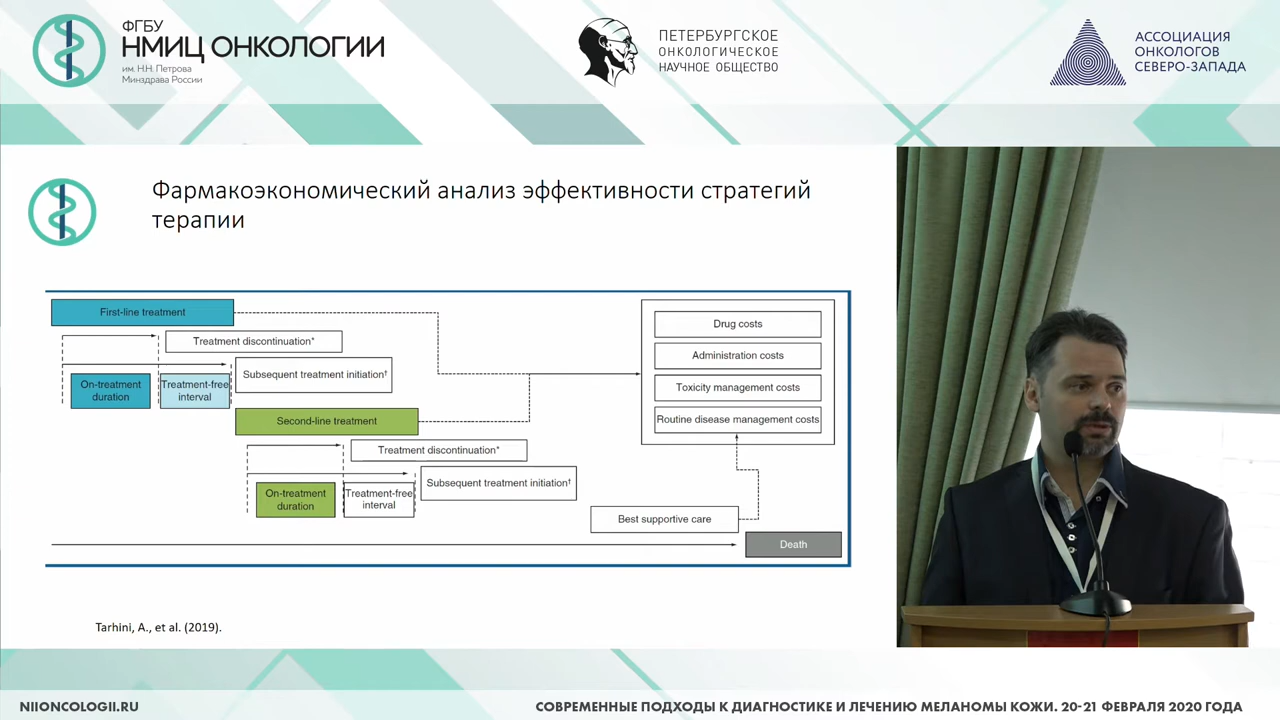 ФГБУ
НМИЦ ОНКОЛОГИИ
им. Н.Н. Петрова
Минздрава России
ПЕТЕРБУРГСКОЕ
ОНКОЛОГИЧЕСКОЕ
НАУЧНОЕ ОБЩЕСТВО
АССОЦИАЦИЯ
ОНКОЛОГОВ
СЕВЕРО-ЗАПАДА
Фармакоэкономический анализ эффективности стратегий
терапии
First-line treatment
Treatment discontinuation*
Subsequent treatment initiation†
On-treatment
duration
Treatment-free
interval
Second-line treatment
Treatment discontinuation*
Subsequent treatment initiation†
On-treatment
duration
Treatment-free
interval
Drug costs
Administration costs
Toxicity management costs
Routine disease management costs
Best supportive care
Death
Tarhini, A., et al. (2019).
NIIONCOLOGII.RU
СОВРЕМЕННЫЕ ПОДХОДЫ К ДИАГНОСТИКЕ И ЛЕЧЕНИЮ МЕЛАНОМЫ КОЖИ. 20-21 ФЕВРАЛЯ 2020 ГОДА